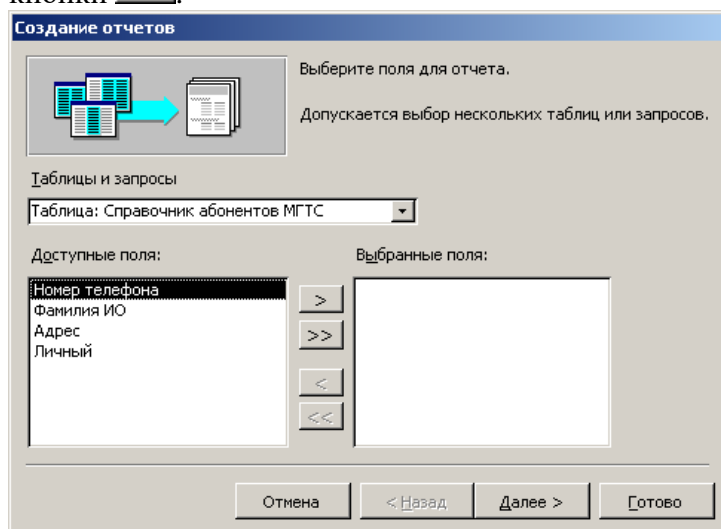 кнопки
Создание отчетов
Выберите поля для отчета.
Допускается выбор нескольких таблиц или запросов.
Таблицы и запросы
Таблица: Справочник абонентов МГТС
Доступные поля:
Выбранные поля:
Номер телефона
Фамилия ИО
Адрес
Личный
>
>>
<
<<
Отмена
< Назад
Далее >
Готово